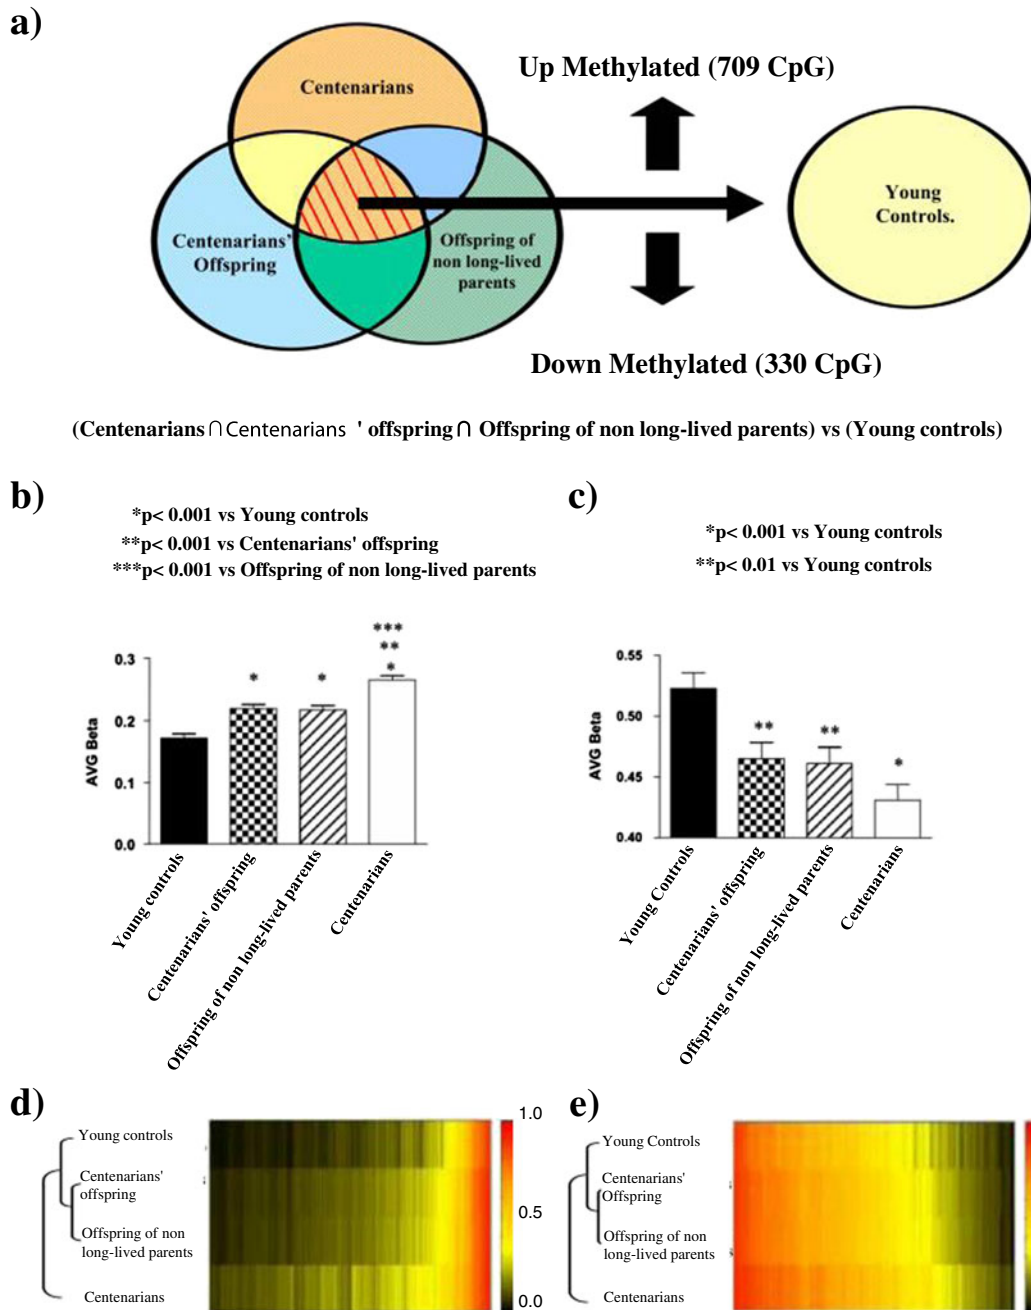 a)
Centenarians
Centenarians'
Offspring
Offspring of
non long-lived
parents
Up Methylated (709 CpG)
Down Methylated (330 CpG)
Young
Controls.
(Centenarians ∩ Centenarians ' offspring ∩ Offspring of non long-lived parents) vs (Young controls)
b)
*p< 0.001 vs Young controls
**p< 0.001 vs Centenarians' offspring
***p< 0.001 vs Offspring of non long-lived parents
AVG Beta
0.3
0.2
0.1
0.0
*
*
***
**
*
Young controls
Centenarians' offspring
Offspring of non long-lived parents
Centenarians
c)
*p< 0.001 vs Young controls
**p< 0.01 vs Young controls
AVG Beta
0.55
0.50
0.45
0.40
**
**
*
Young Controls
Centenarians' offspring
Offspring of non long-lived parents
Centenarians
d)
Young controls
Centenarians'
offspring
Offspring of non
long-lived parents
Centenarians
1.0
0.5
0.0
e)
Young Controls
Centenarians'
Offspring
Offspring of non
long-lived parents
Centenarians